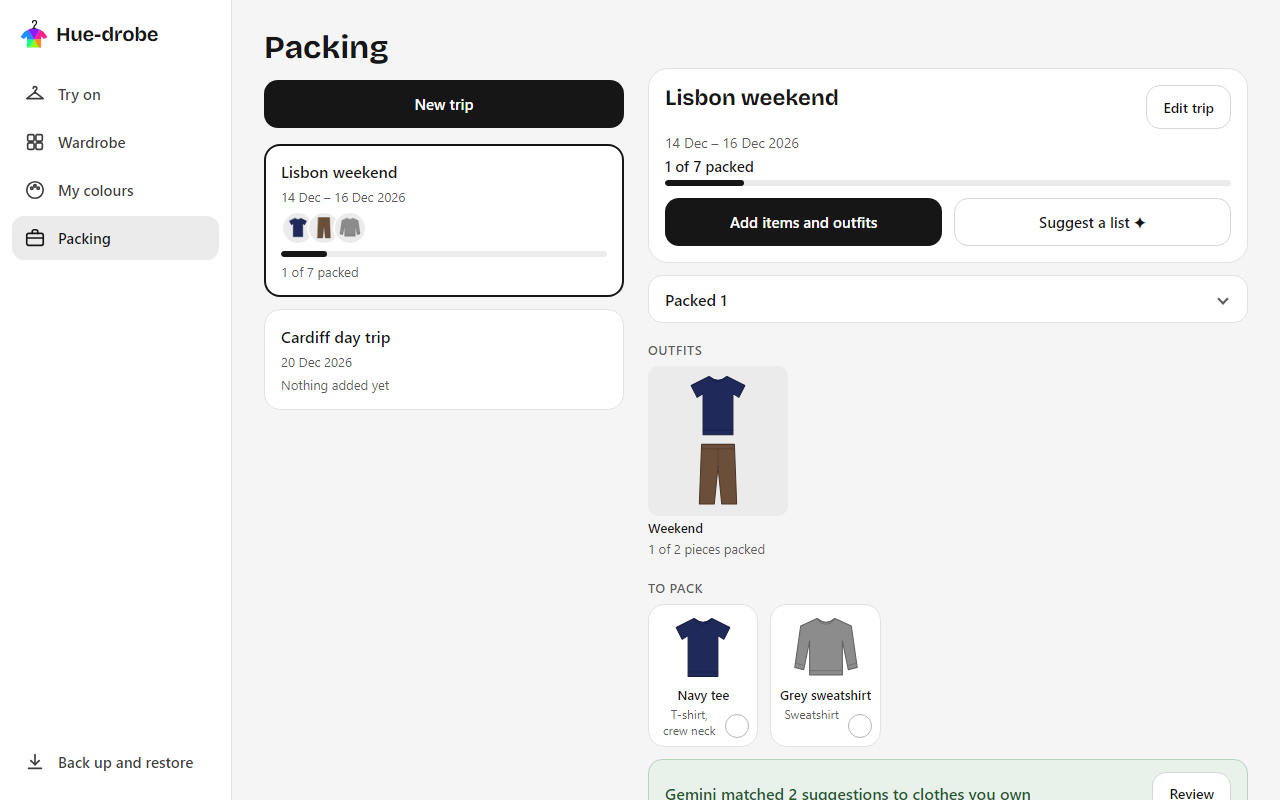 Hue-drobe
Try on
Wardrobe
My colours
Packing
Back up and restore
Packing
New trip
Lisbon weekend
14 Dec – 16 Dec 2026
1 of 7 packed
Cardiff day trip
20 Dec 2026
Nothing added yet
Lisbon weekend
Edit trip
14 Dec – 16 Dec 2026
1 of 7 packed
Add items and outfits
Suggest a list ✦
Packed 1
OUTFITS
Weekend
1 of 2 pieces packed
TO PACK
Navy tee
T-shirt,
crew neck
Grey sweatshirt
Sweatshirt
Gemini matched 2 suggestions to clothes you own
Review